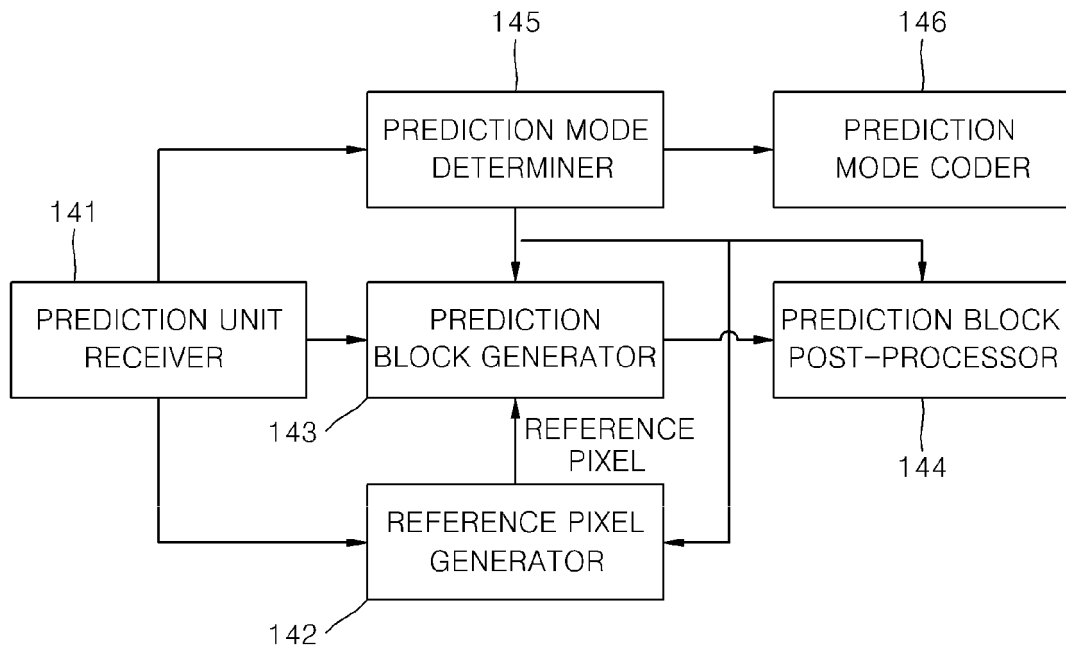 145
146
PREDICTION MODE
DETERMINER
PREDICTION
MODE CODER
141
PREDICTION UNIT
RECEIVER
PREDICTION
BLOCK GENERATOR
PREDICTION BLOCK
POST-PROCESSOR
143
REFERENCE
PIXEL
144
REFERENCE PIXEL
GENERATOR
142